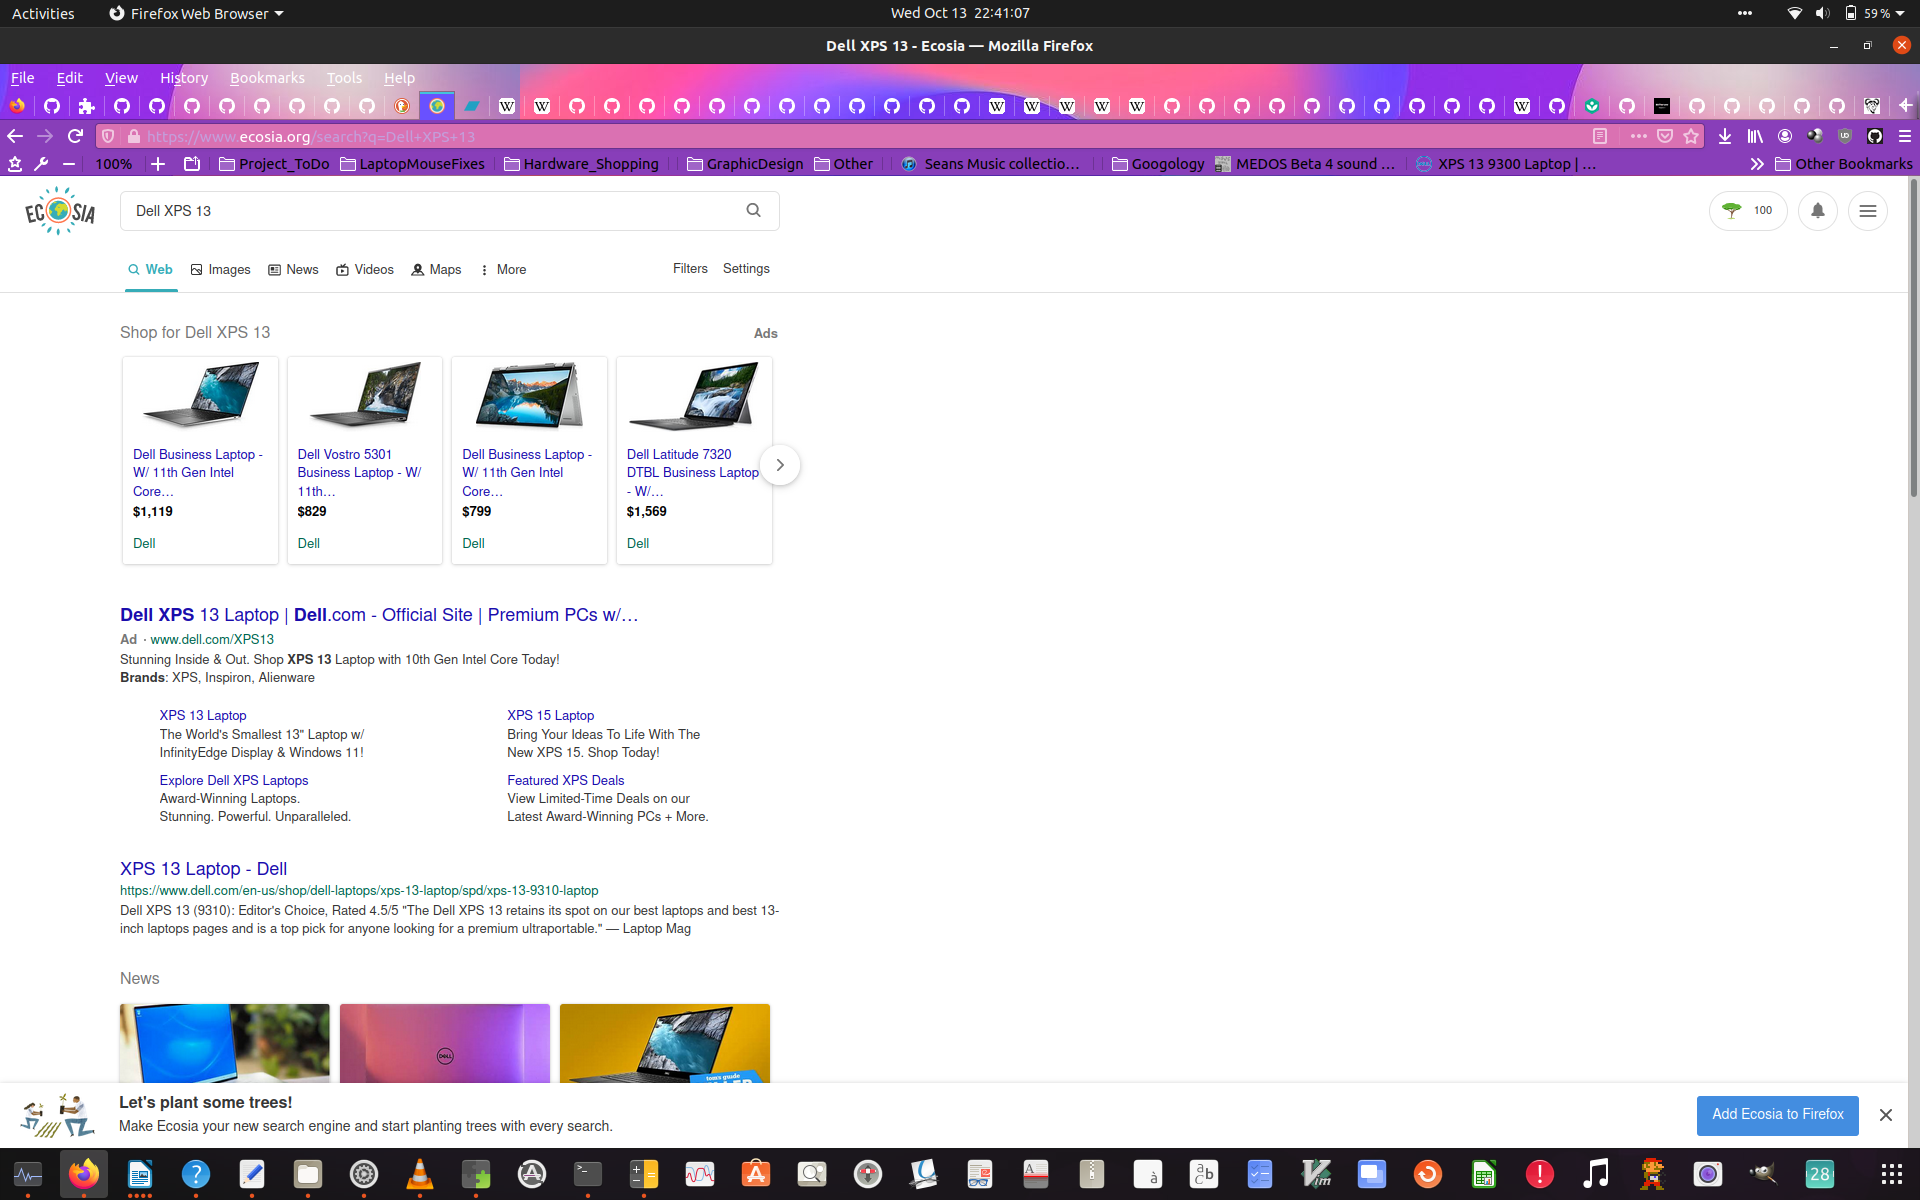 Activities Firefox Web Browser Wed Oct 13 22:41:07 59 %
Dell XPS 13 - Ecosia — Mozilla Firefox
File Edit View History Bookmarks Tools Help
https://www.ecosia.org/search?q=Dell+XPS+13
100% Project_ToDo LaptopMouseFixes Hardware_Shopping GraphicDesign Other Seans Music collectio… Googology MEDOS Beta 4 sound … XPS 13 9300 Laptop | … Other Bookmarks
ECOSIA Dell XPS 13 100
Web Images News Videos Maps More Filters Settings
Shop for Dell XPS 13 Ads
Dell Business Laptop - W/ 11th Gen Intel Core…
$1,119
Dell
Dell Vostro 5301 Business Laptop - W/ 11th…
$829
Dell
Dell Business Laptop - W/ 11th Gen Intel Core…
$799
Dell
Dell Latitude 7320 DTBL Business Laptop - W/…
$1,569
Dell
Dell XPS 13 Laptop | Dell.com - Official Site | Premium PCs w/…
Ad · www.dell.com/XPS13
Stunning Inside & Out. Shop XPS 13 Laptop with 10th Gen Intel Core Today!
Brands: XPS, Inspiron, Alienware
XPS 13 Laptop
The World's Smallest 13" Laptop w/
InfinityEdge Display & Windows 11!
XPS 15 Laptop
Bring Your Ideas To Life With The
New XPS 15. Shop Today!
Explore Dell XPS Laptops
Award-Winning Laptops.
Stunning. Powerful. Unparalleled.
Featured XPS Deals
View Limited-Time Deals on our
Latest Award-Winning PCs + More.
XPS 13 Laptop - Dell
https://www.dell.com/en-us/shop/dell-laptops/xps-13-laptop/spd/xps-13-9310-laptop
Dell XPS 13 (9310): Editor's Choice, Rated 4.5/5 "The Dell XPS 13 retains its spot on our best laptops and best 13-
inch laptops pages and is a top pick for anyone looking for a premium ultraportable." — Laptop Mag
News
DELL
tom's guide
Let's plant some trees!
Make Ecosia your new search engine and start planting trees with every search.
Add Ecosia to Firefox
28